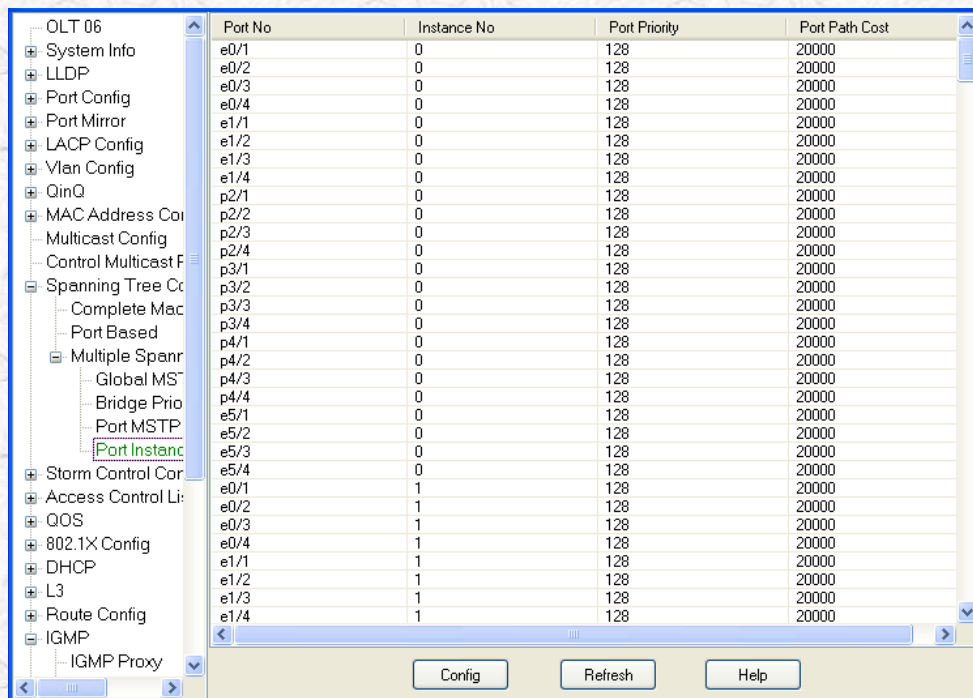 OLT 06
System Info
LLDP
Port Config
Port Mirror
LACP Config
Vlan Config
QinQ
MAC Address Cor
Multicast Config
Control Multicast F
Spanning Tree Co
Complete Mac
Port Based
Multiple Spanr
Global MST
Bridge Prio
Port MSTP
Port Instanc
Storm Control Cor
Access Control Li
QOS
802.1X Config
DHCP
L3
Route Config
IGMP
IGMP Proxy
Port No Instance No Port Priority Port Path Cost
e0/1 0 128 20000
e0/2 0 128 20000
e0/3 0 128 20000
e0/4 0 128 20000
e1/1 0 128 20000
e1/2 0 128 20000
e1/3 0 128 20000
e1/4 0 128 20000
p2/1 0 128 20000
p2/2 0 128 20000
p2/3 0 128 20000
p2/4 0 128 20000
p3/1 0 128 20000
p3/2 0 128 20000
p3/3 0 128 20000
p3/4 0 128 20000
p4/1 0 128 20000
p4/2 0 128 20000
p4/3 0 128 20000
p4/4 0 128 20000
e5/1 0 128 20000
e5/2 0 128 20000
e5/3 0 128 20000
e5/4 0 128 20000
e0/1 1 128 20000
e0/2 1 128 20000
e0/3 1 128 20000
e0/4 1 128 20000
e1/1 1 128 20000
e1/2 1 128 20000
e1/3 1 128 20000
e1/4 1 128 20000
Config Refresh Help